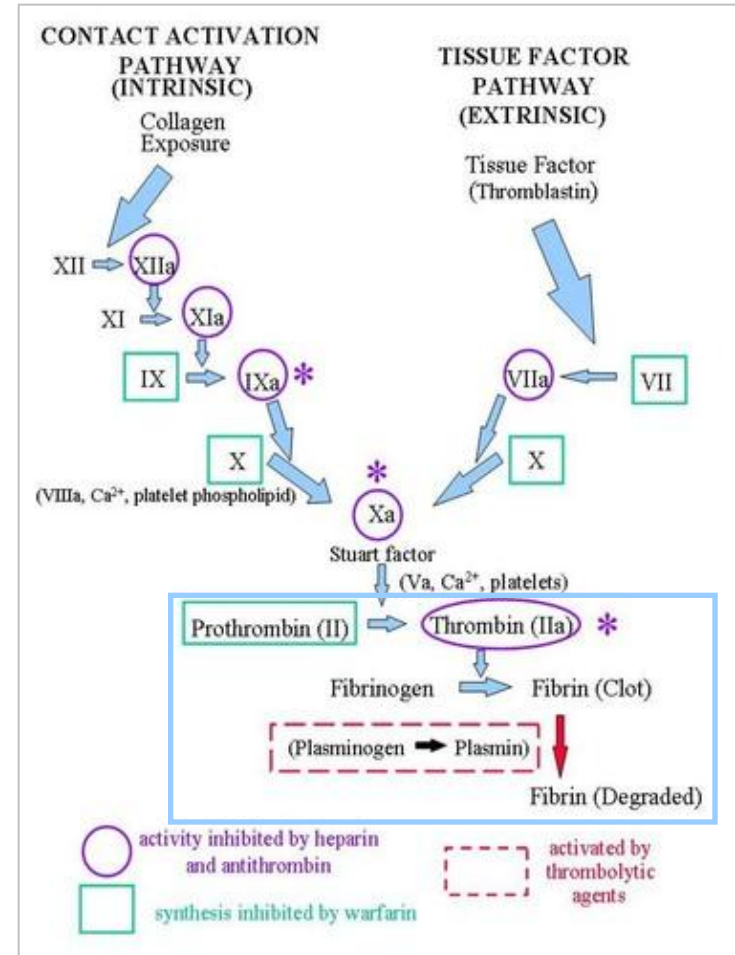 CONTACT ACTIVATION
PATHWAY
(INTRINSIC)
Collagen
Exposure
TISSUE FACTOR
PATHWAY
(EXTRINSIC)
Tissue Factor
(Thromblastin)
XII
XIIa
XI
XIa
IX
IXa
*
VIIa
VII
X
X
(VIIIa, Ca²⁺, platelet phospholipid)
*
Xa
Stuart factor
(Va, Ca²⁺, platelets)
Prothrombin (II)
Thrombin (IIa)
*
Fibrinogen
Fibrin (Clot)
(Plasminogen
Plasmin)
Fibrin (Degraded)
activity inhibited by heparin
and antithrombin
synthesis inhibited by warfarin
activated by
thrombolytic
agents